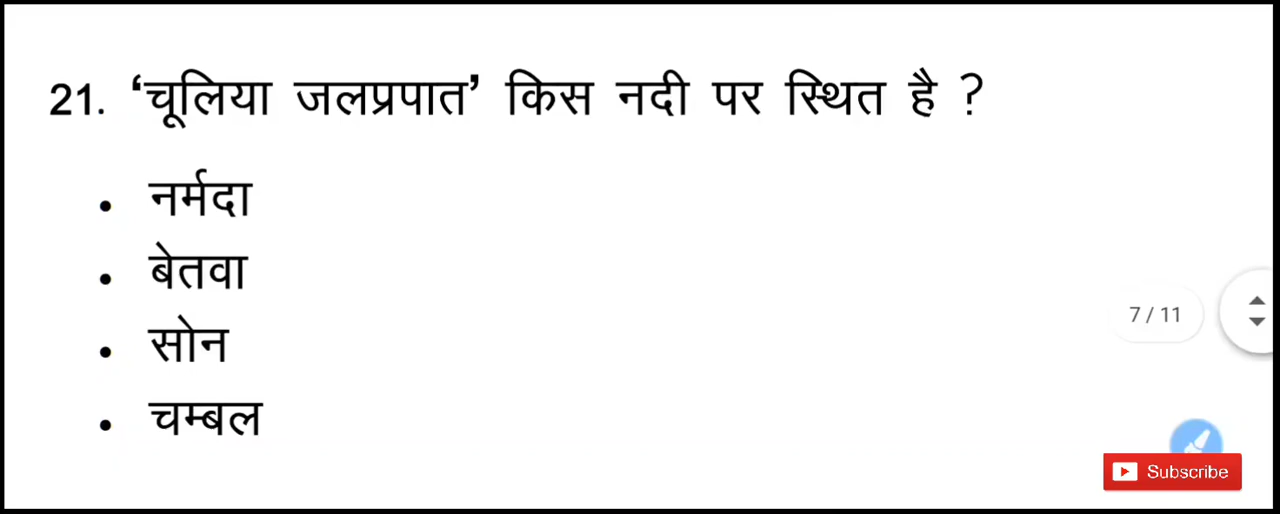 21. ‘चूलिया जलप्रपात’ किस नदी पर स्थित है ?
• नर्मदा
• बेतवा
• सोन
• चम्बल
7 / 11
Subscribe